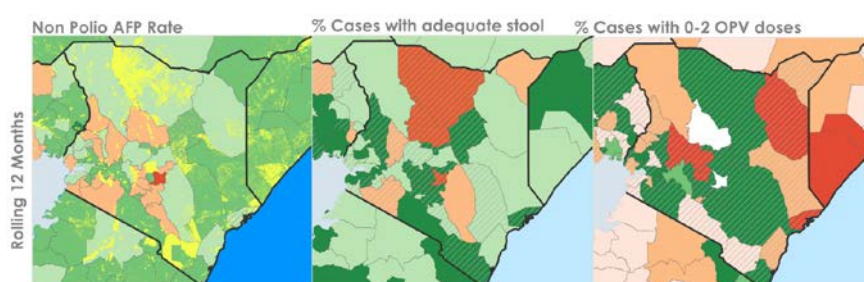 Non Polio AFP Rate
% Cases with adequate stool
% Cases with 0-2 OPV doses
Rolling 12 Months